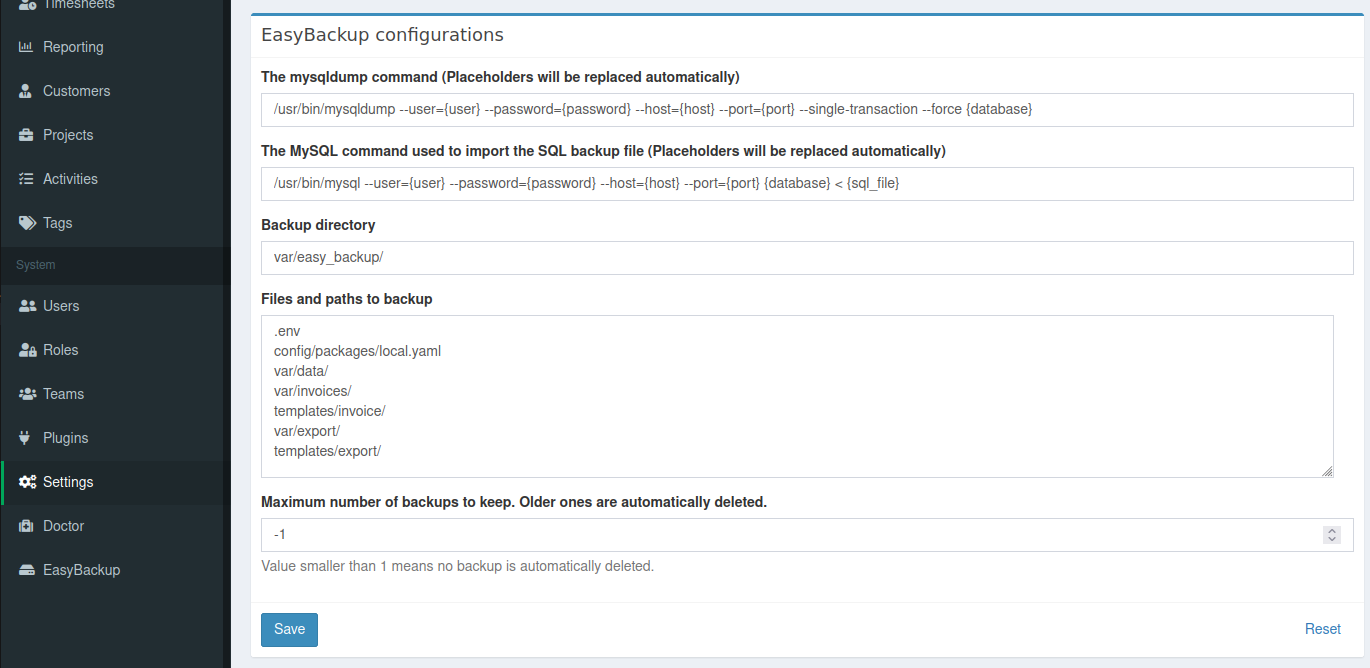 Timesheets
Reporting
Customers
Projects
Activities
Tags
System
Users
Roles
Teams
Plugins
Settings
Doctor
EasyBackup
EasyBackup configurations
The mysqldump command (Placeholders will be replaced automatically)
/usr/bin/mysqldump --user={user} --password={password} --host={host} --port={port} --single-transaction --force {database}
The MySQL command used to import the SQL backup file (Placeholders will be replaced automatically)
/usr/bin/mysql --user={user} --password={password} --host={host} --port={port} {database} < {sql_file}
Backup directory
var/easy_backup/
Files and paths to backup
.env
config/packages/local.yaml
var/data/
var/invoices/
templates/invoice/
var/export/
templates/export/
Maximum number of backups to keep. Older ones are automatically deleted.
-1
Value smaller than 1 means no backup is automatically deleted.
Save
Reset